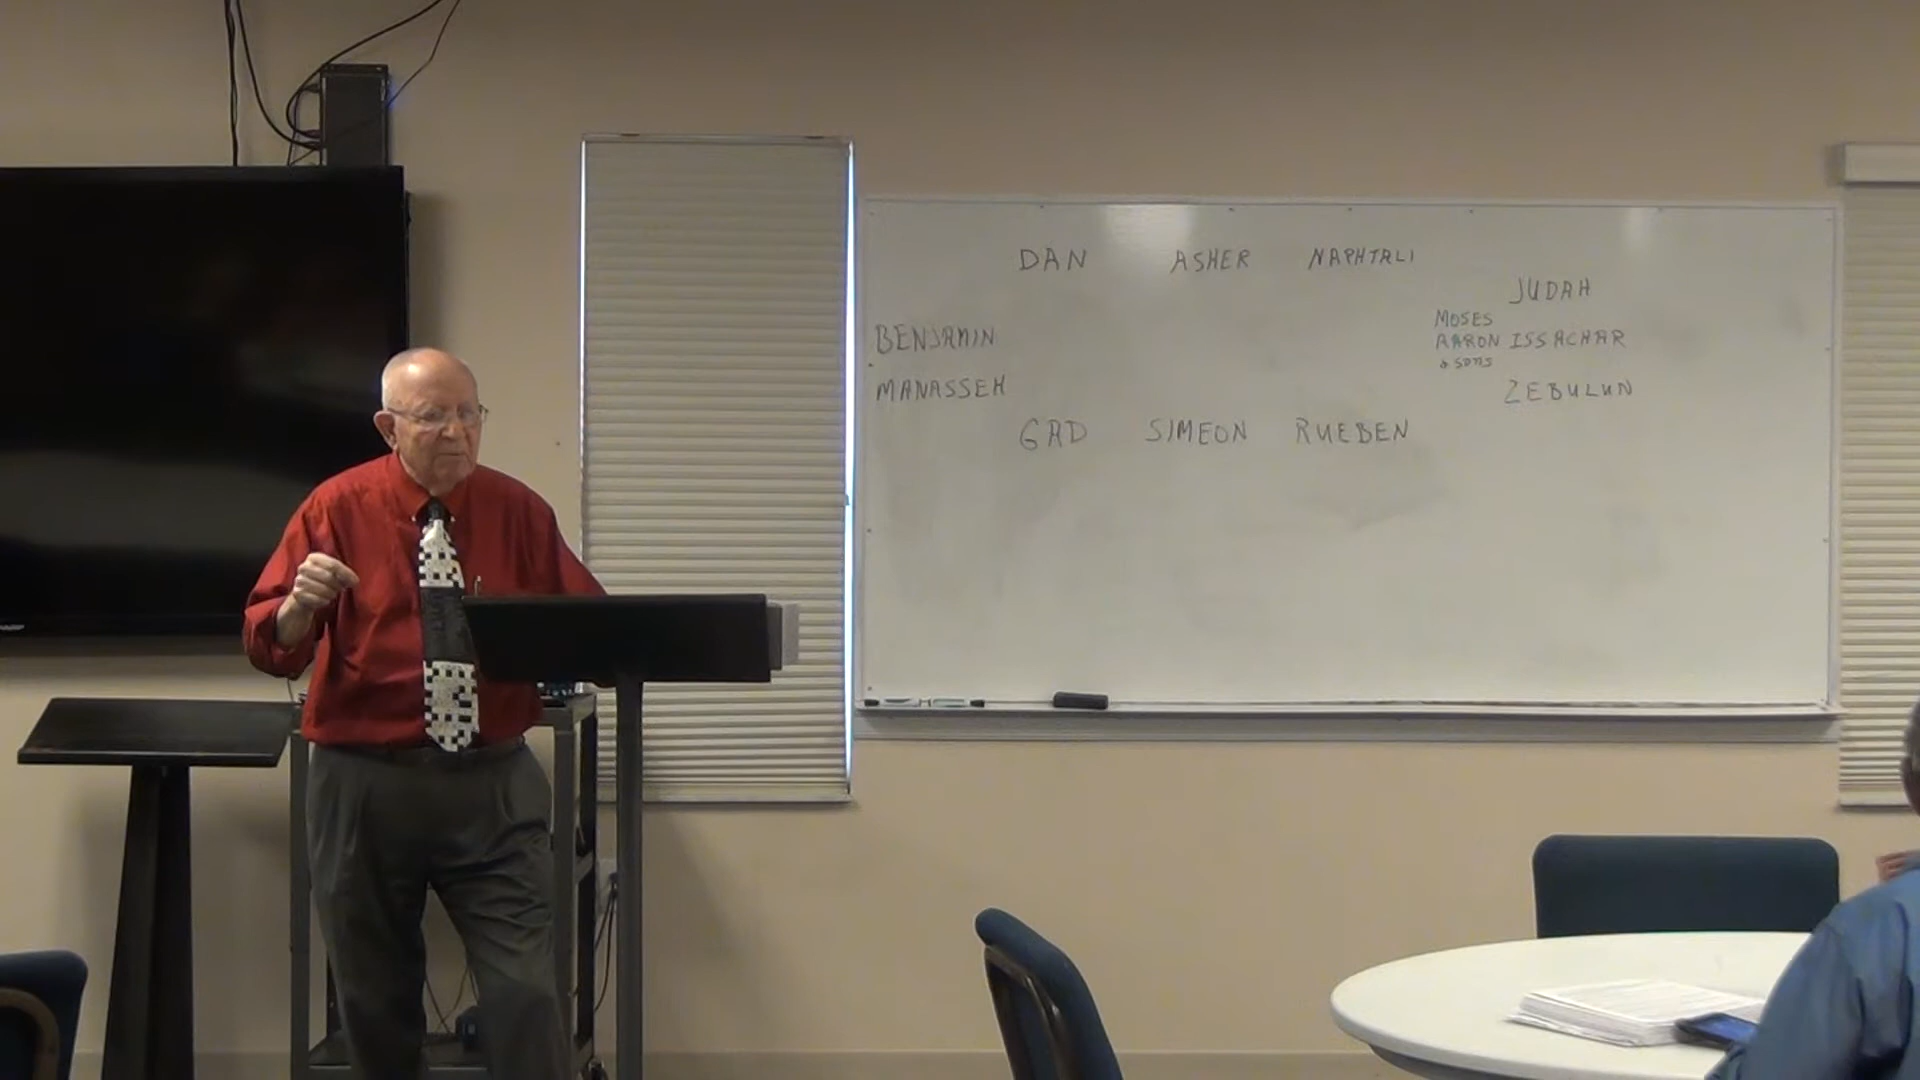 DAN ASHER NAPHTALI
JUDAH
MOSES
BENJAMIN AARON ISSACHAR
& SONS
MANASSEH ZEBULUN
GAD SIMEON RUEBEN